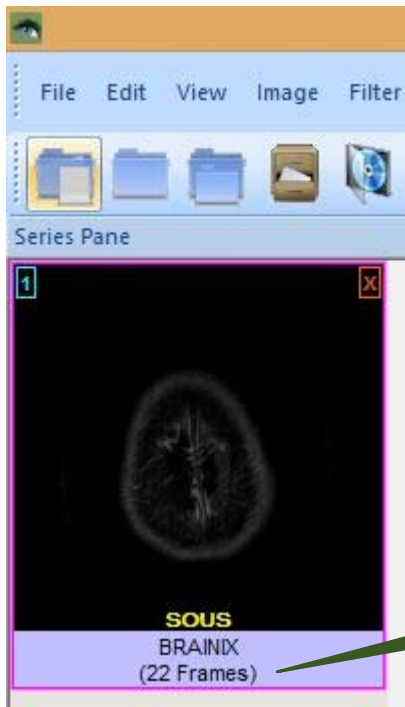 File Edit View Image Filter
Series Pane
1 X
SOUS
BRAINIX
(22 Frames)